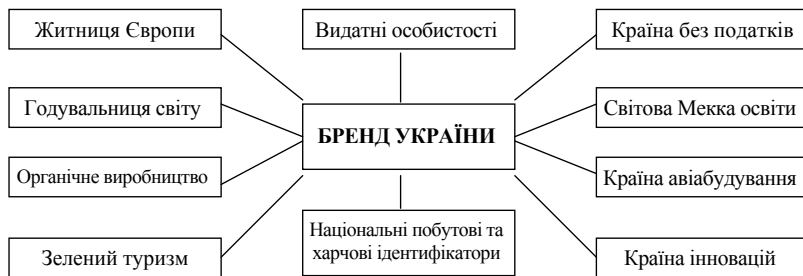 Житниця Європи
Видатні особистості
Країна без податків
Годувальниця світу
БРЕНД УКРАЇНИ
Світова Мекка освіти
Органічне виробництво
Країна авіабудування
Зелений туризм
Національні побутові та
харчові ідентифікатори
Країна інновацій